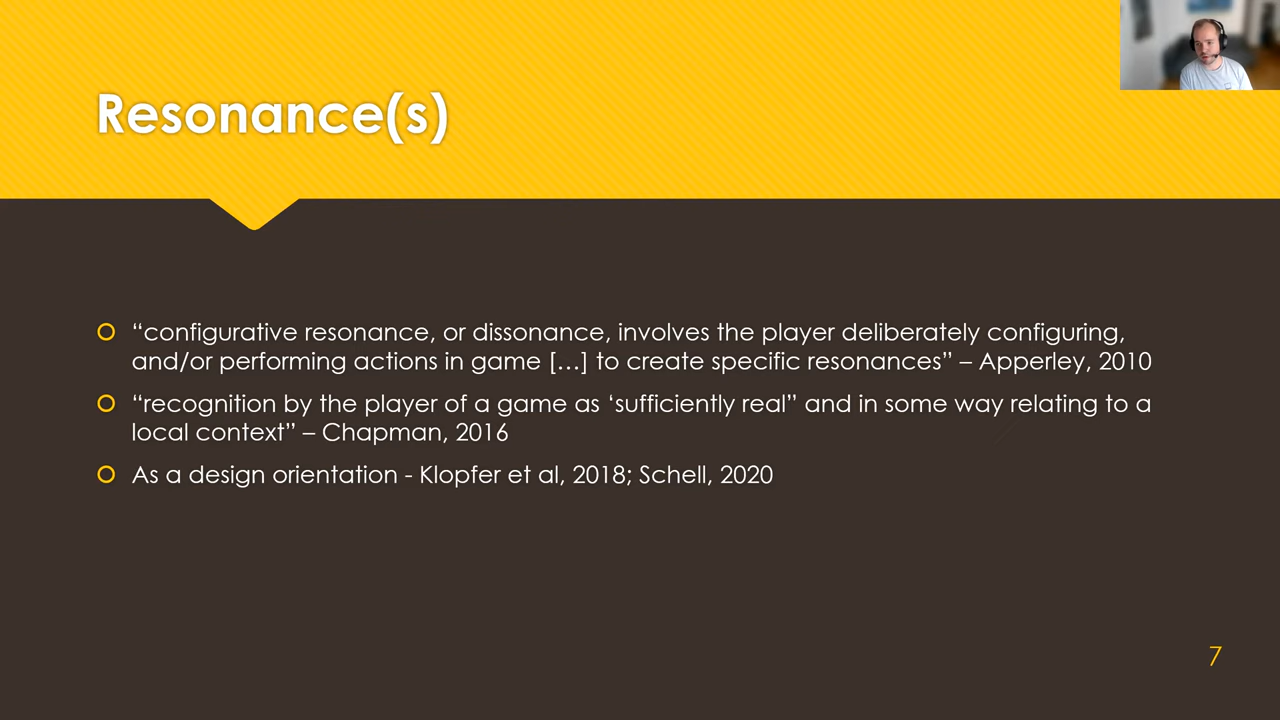 Resonance(s)
“configurative resonance, or dissonance, involves the player deliberately configuring,
and/or performing actions in game […] to create specific resonances” – Apperley, 2010
“recognition by the player of a game as ‘sufficiently real” and in some way relating to a
local context” – Chapman, 2016
As a design orientation - Klopfer et al, 2018; Schell, 2020
7